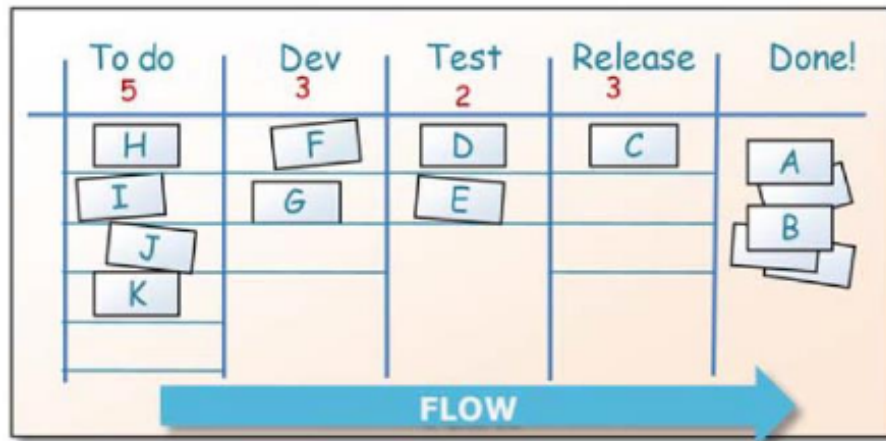 To do Dev Test Release Done!
5 3 2 3
H F D C A
I G E
J B
K
FLOW